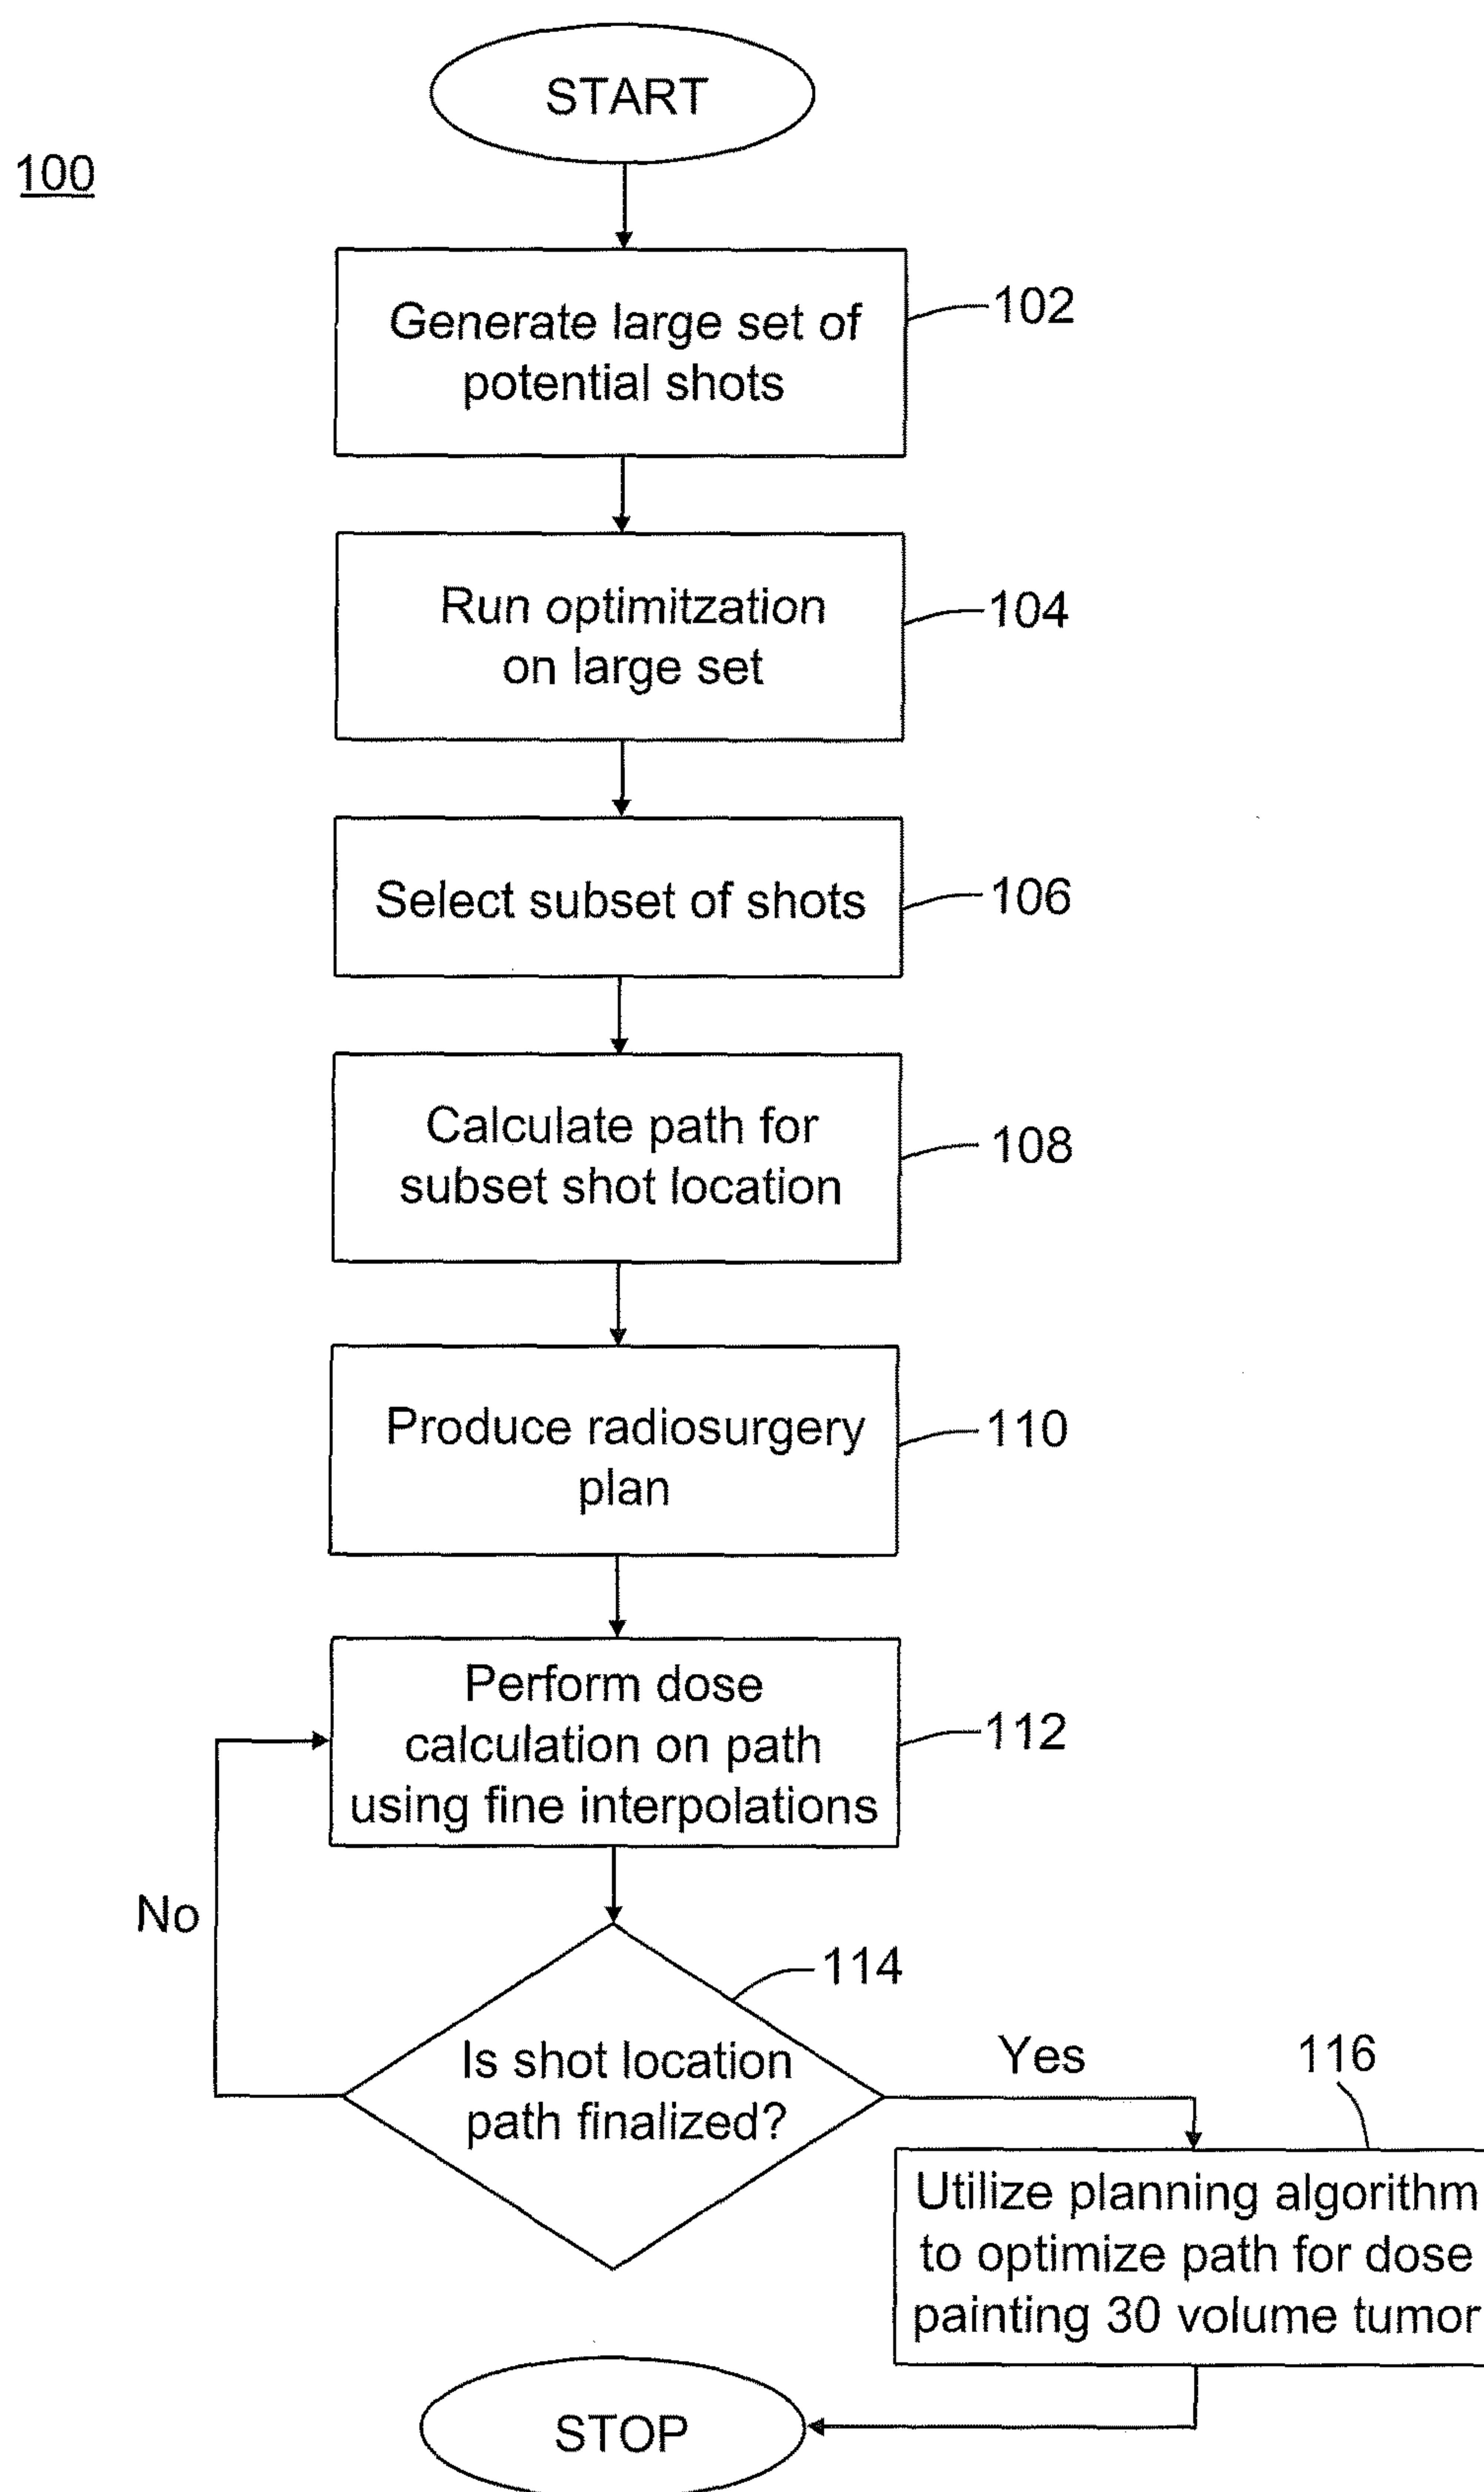 START
100
Generate large set of
potential shots
102
Run optimitzation
on large set
104
Select subset of shots
106
Calculate path for
subset shot location
108
Produce radiosurgery
plan
110
Perform dose
calculation on path
using fine interpolations
112
No
114
Is shot location
path finalized?
Yes
116
Utilize planning algorithm
to optimize path for dose
painting 30 volume tumor
STOP